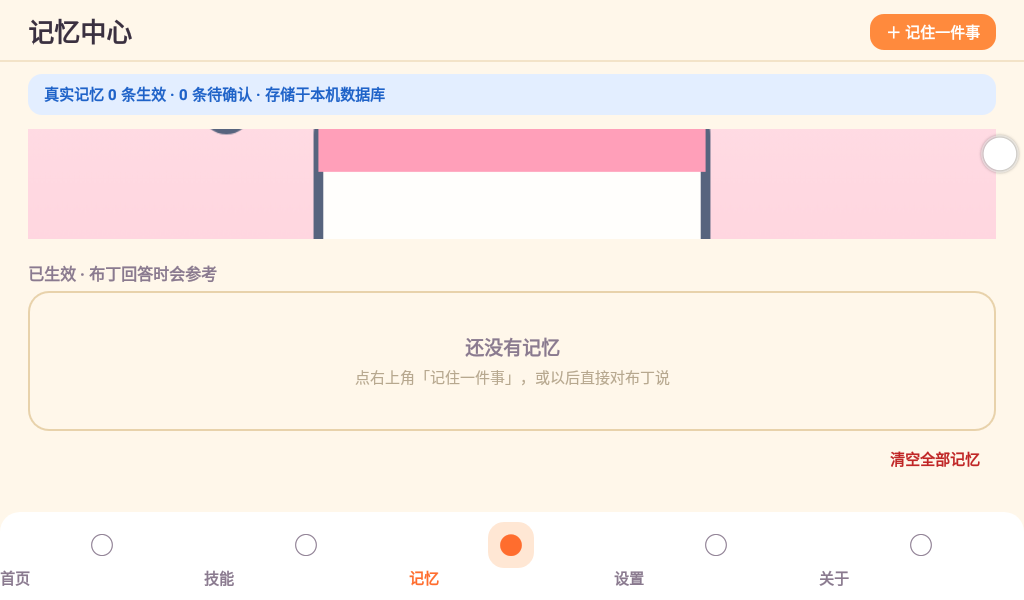 记忆中心
＋ 记住一件事
真实记忆 0 条生效 · 0 条待确认 · 存储于本机数据库
已生效 · 布丁回答时会参考
还没有记忆
点右上角「记住一件事」，或以后直接对布丁说
清空全部记忆
首页
技能
记忆
设置
关于